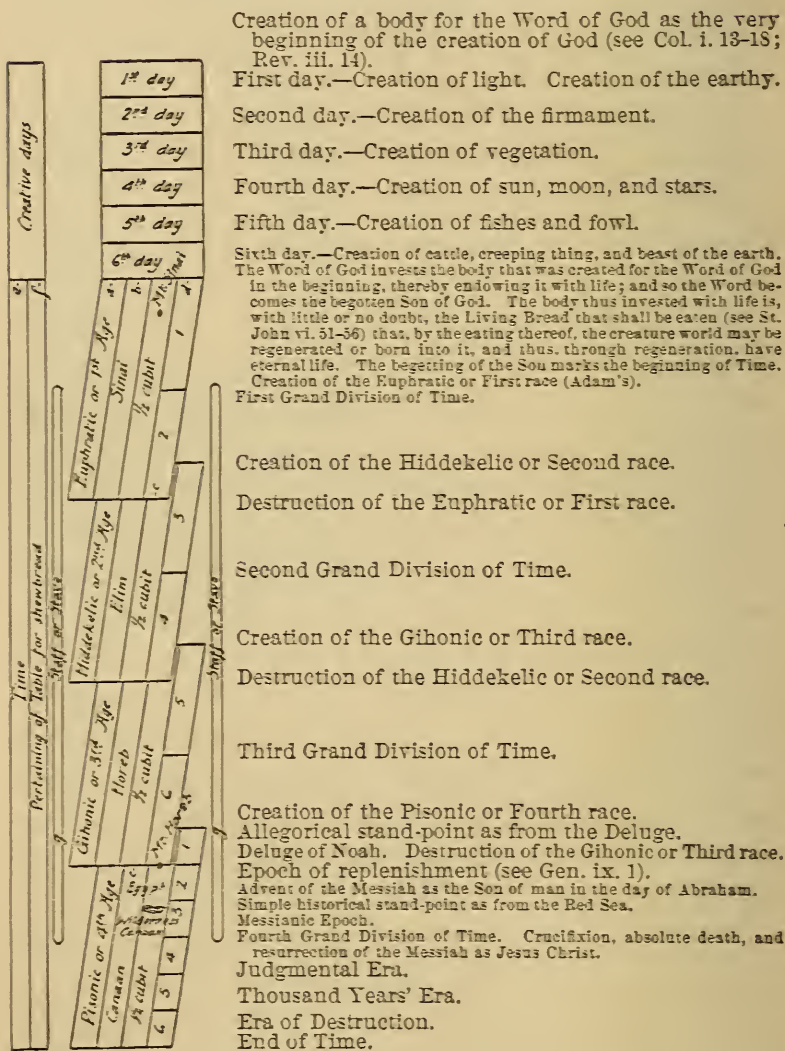 Creation of a body for the Word of God as the very
beginning of the creation of God (see Col. i. 13-18;
Rev. iii. 14).
1st day
First day.—Creation of light. Creation of the earthy.
2nd day
Second day.—Creation of the firmament.
3rd day
Third day.—Creation of vegetation.
4th day
Fourth day.—Creation of sun, moon, and stars.
5th day
Fifth day.—Creation of fishes and fowl.
6th day
Sixth day.—Creation of cattle, creeping thing, and beast of the earth.
The Word of God invests the body that was created for the Word of God
in the beginning, thereby endowing it with life; and so the Word be-
comes the begotten Son of God. The body thus invested with life is,
with little or no doubt, the Living Bread that shall be eaten (see St.
John vi. 51-56) that, by the eating thereof, the creature world may be
regenerated or born into it, and thus, through regeneration, have
eternal life. The begetting of the Son marks the beginning of Time.
Creation of the Euphratic or First race (Adam's).
First Grand Division of Time.
Creation of the Hiddekelic or Second race.
Destruction of the Euphratic or First race.
Second Grand Division of Time.
Creation of the Gihonic or Third race.
Destruction of the Hiddekelic or Second race.
Third Grand Division of Time.
Creation of the Pisonic or Fourth race.
Allegorical stand-point as from the Deluge.
Deluge of Noah. Destruction of the Gihonic or Third race.
Epoch of replenishment (see Gen. ix. 1).
Advent of the Messiah as the Son of man in the day of Abraham.
Simple historical stand-point as from the Red Sea.
Messianic Epoch.
Fourth Grand Division of Time. Crucifixion, absolute death, and
resurrection of the Messiah as Jesus Christ.
Judgmental Era.
Thousand Years' Era.
Era of Destruction.
End of Time.
Creative days
e.
f.
Time
Pertaining of Table for shewbread
Staff or Stave
g
a.
b.
d.
Mt. Sinai
Euphratic or 1st Age
Sinai
½ cubit
c
1
2
Hiddekelic or 2nd Age
Elim
½ cubit
3
4
Gihonic or 3rd Age
Horeb
½ cubit
5
6
Pisonic or 4th Age
Canaan
½ cubit
c
Egypt
Wilderness
Canaan
1
2
3
4
5
6
Staff or Stave
g